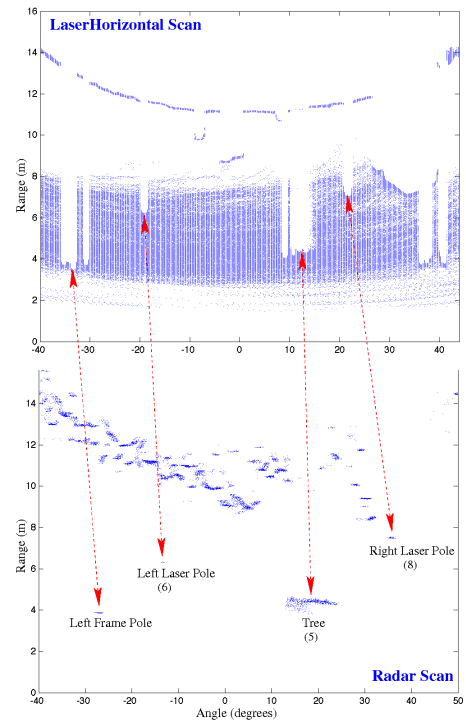 LaserHorizontal Scan
16
14
12
10
8
6
4
2
0
Range (m)
-40 -30 -20 -10 0 10 20 30 40
14
12
10
8
6
4
2
0
Range (m)
Right Laser Pole
(8)
Left Laser Pole
(6)
Left Frame Pole
Tree
(5)
Radar Scan
-40 -30 -20 -10 0 10 20 30 40 50
Angle (degrees)